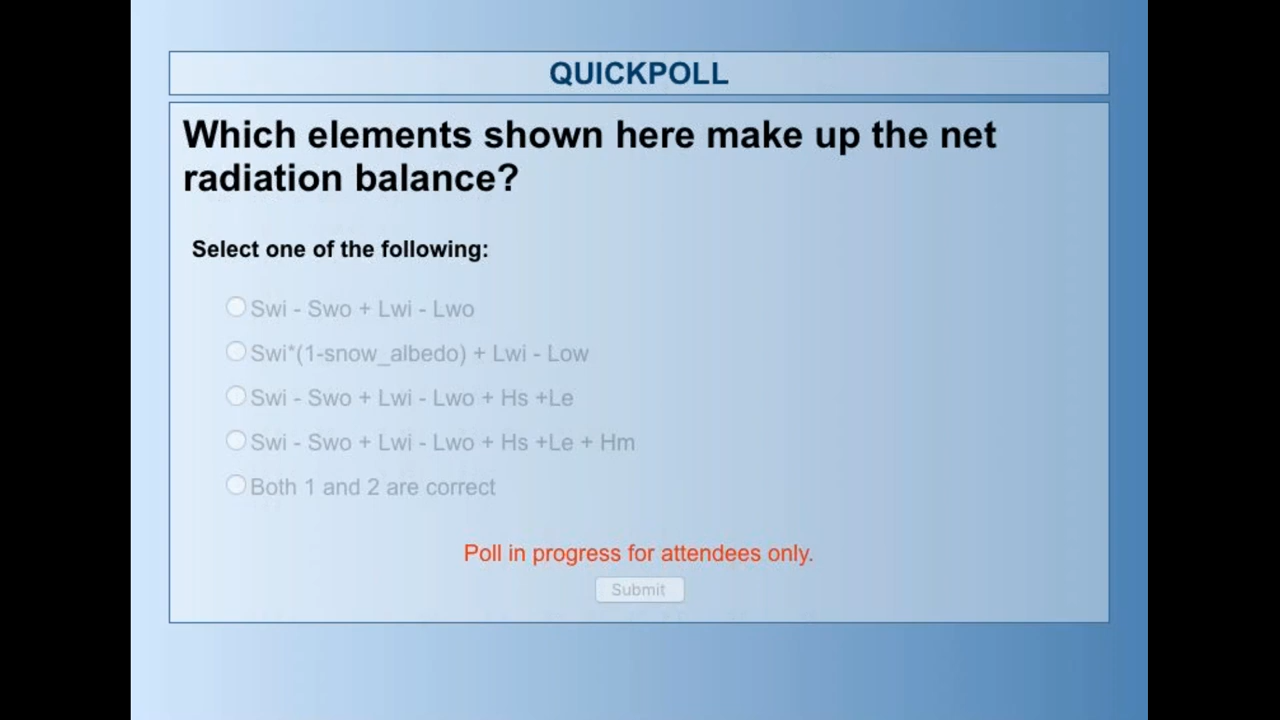 QUICKPOLL
Which elements shown here make up the net
radiation balance?
Select one of the following:
Swi - Swo + Lwi - Lwo
Swi*(1-snow_albedo) + Lwi - Low
Swi - Swo + Lwi - Lwo + Hs +Le
Swi - Swo + Lwi - Lwo + Hs +Le + Hm
Both 1 and 2 are correct
Poll in progress for attendees only.
Submit